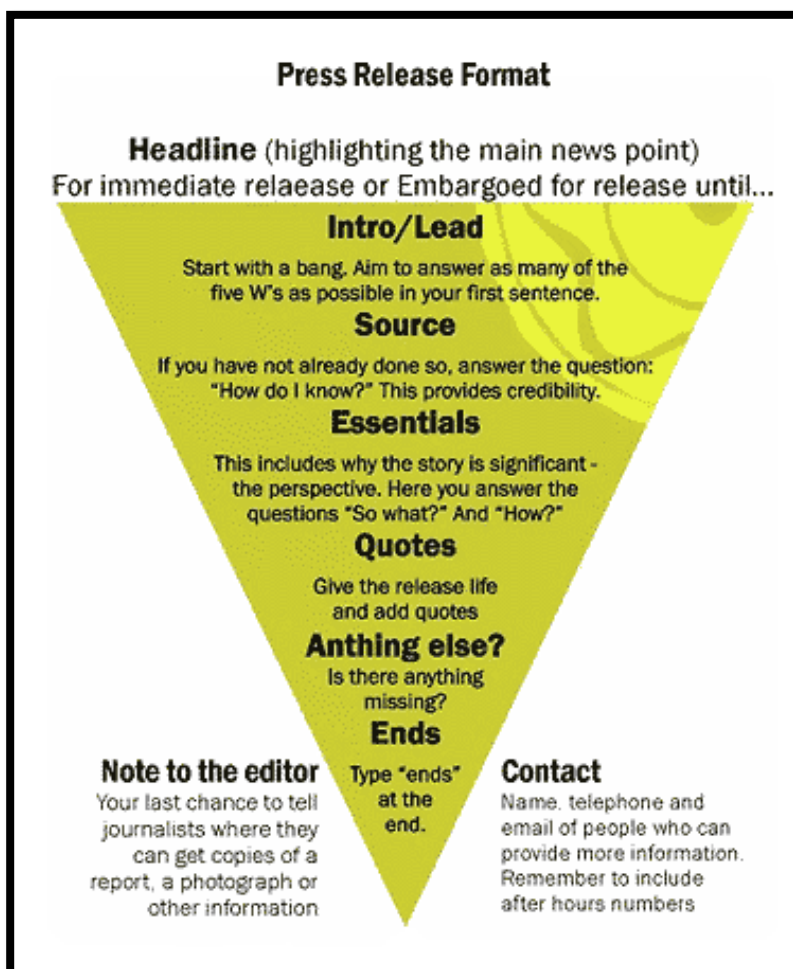 Press Release Format
Headline (highlighting the main news point)
For immediate relaease or Embargoed for release until...
Intro/Lead
Start with a bang. Aim to answer as many of the
five W's as possible in your first sentence.
Source
If you have not already done so, answer the question:
“How do I know?” This provides credibility.
Essentials
This includes why the story is significant -
the perspective. Here you answer the
questions “So what?” And “How?”
Quotes
Give the release life
and add quotes
Anthing else?
Is there anything
missing?
Ends
Type “ends”
at the
end.
Note to the editor
Your last chance to tell
journalists where they
can get copies of a
report, a photograph or
other information
Contact
Name, telephone and
email of people who can
provide more information.
Remember to include
after hours numbers